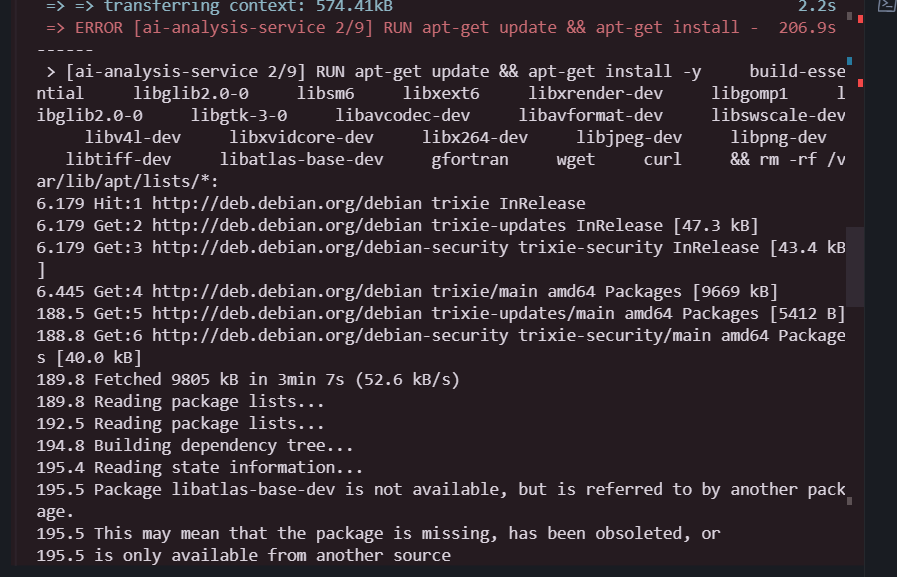 => => transferring context: 574.41kB 2.2s
=> ERROR [ai-analysis-service 2/9] RUN apt-get update && apt-get install - 206.9s
------
> [ai-analysis-service 2/9] RUN apt-get update && apt-get install -y build-esse
ntial libglib2.0-0 libsm6 libxext6 libxrender-dev libgomp1 l
ibglib2.0-0 libgtk-3-0 libavcodec-dev libavformat-dev libswscale-dev
libv4l-dev libxvidcore-dev libx264-dev libjpeg-dev libpng-dev
libtiff-dev libatlas-base-dev gfortran wget curl && rm -rf /v
ar/lib/apt/lists/*:
6.179 Hit:1 http://deb.debian.org/debian trixie InRelease
6.179 Get:2 http://deb.debian.org/debian trixie-updates InRelease [47.3 kB]
6.179 Get:3 http://deb.debian.org/debian-security trixie-security InRelease [43.4 kB
]
6.445 Get:4 http://deb.debian.org/debian trixie/main amd64 Packages [9669 kB]
188.5 Get:5 http://deb.debian.org/debian trixie-updates/main amd64 Packages [5412 B]
188.8 Get:6 http://deb.debian.org/debian-security trixie-security/main amd64 Package
s [40.0 kB]
189.8 Fetched 9805 kB in 3min 7s (52.6 kB/s)
189.8 Reading package lists...
192.5 Reading package lists...
194.8 Building dependency tree...
195.4 Reading state information...
195.5 Package libatlas-base-dev is not available, but is referred to by another pack
age.
195.5 This may mean that the package is missing, has been obsoleted, or
195.5 is only available from another source